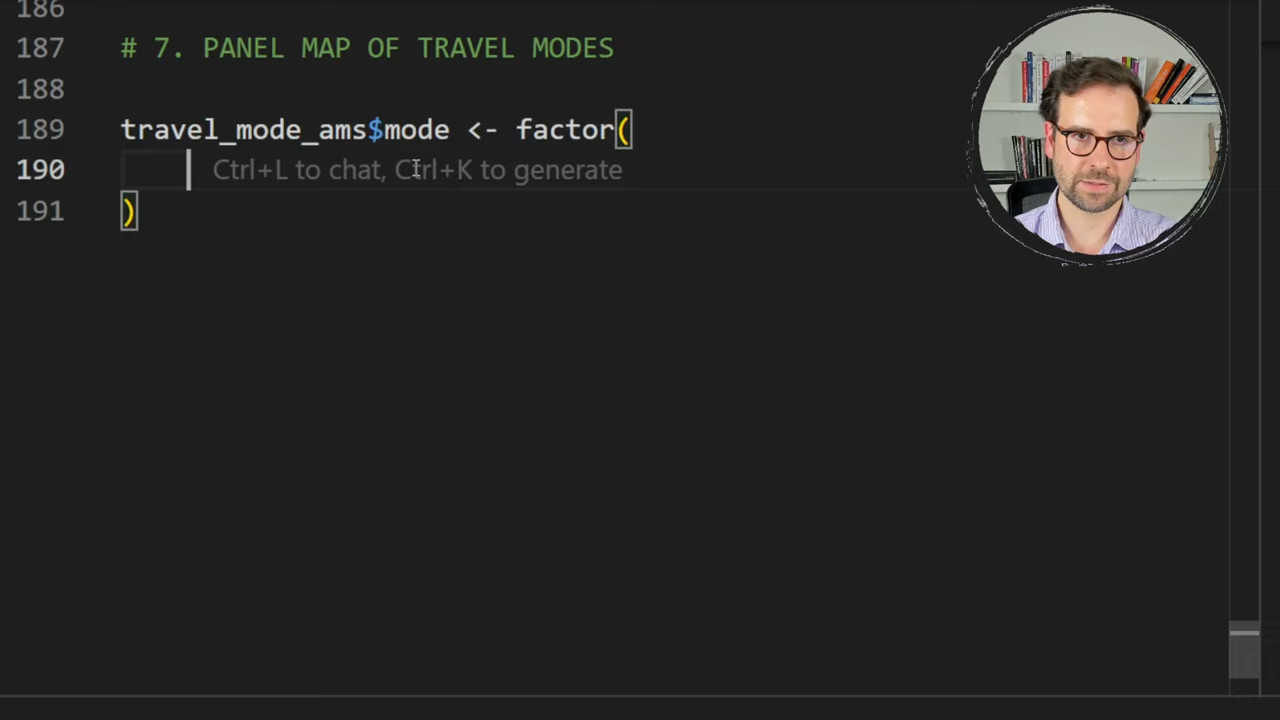 186
187 # 7. PANEL MAP OF TRAVEL MODES
188
189 travel_mode_ams$mode <- factor(
190 Ctrl+L to chat, Ctrl+K to generate
191 )